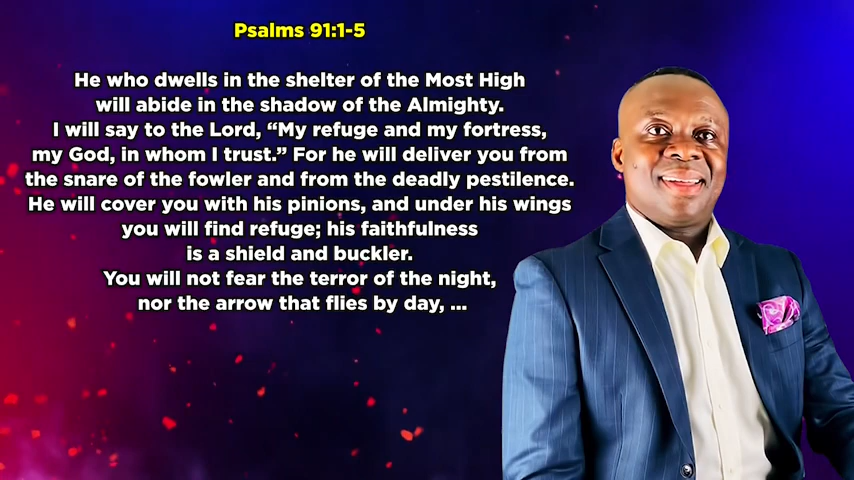 Psalms 91:1-5
He who dwells in the shelter of the Most High
will abide in the shadow of the Almighty.
I will say to the Lord, “My refuge and my fortress,
my God, in whom I trust.” For he will deliver you from
the snare of the fowler and from the deadly pestilence.
He will cover you with his pinions, and under his wings
you will find refuge; his faithfulness
is a shield and buckler.
You will not fear the terror of the night,
nor the arrow that flies by day, ...